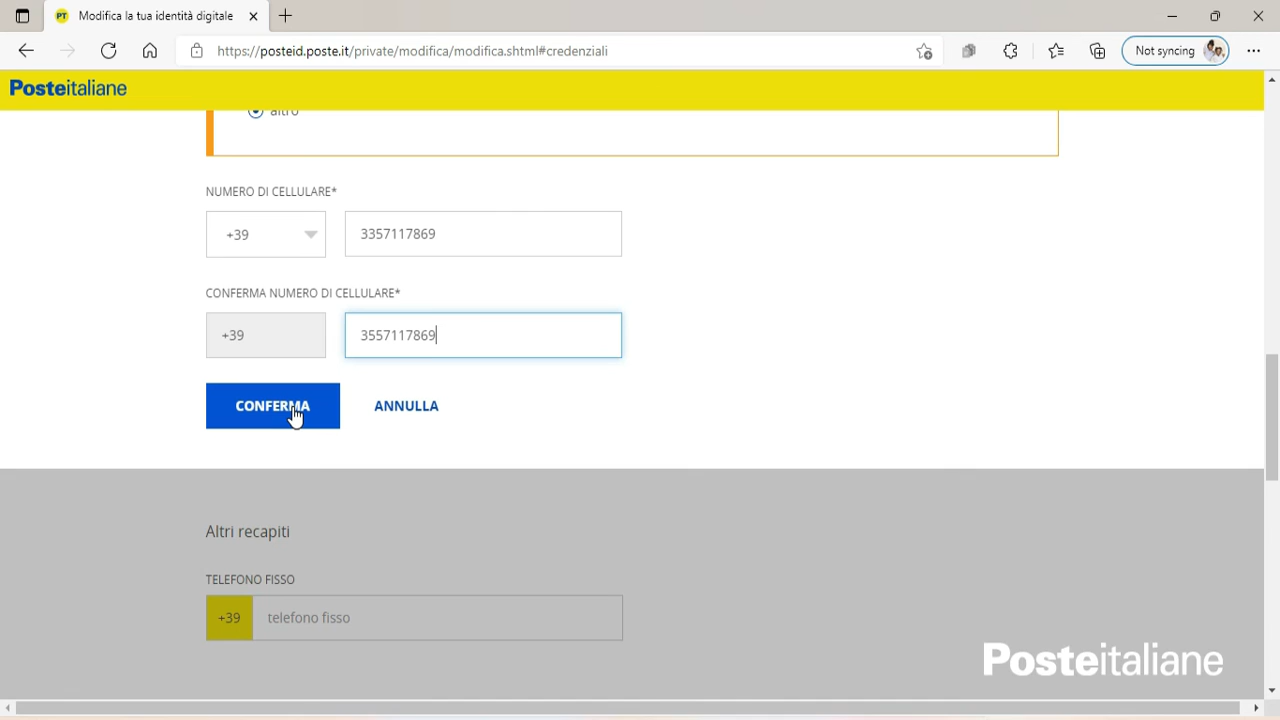 Modifica la tua identità digitale
https://posteid.poste.it/private/modifica/modifica.shtml#credenziali
Not syncing
Posteitaliane
altro
NUMERO DI CELLULARE*
+39 3357117869
CONFERMA NUMERO DI CELLULARE*
+39 3557117869
CONFERMA ANNULLA
Altri recapiti
TELEFONO FISSO
+39 telefono fisso
Posteitaliane